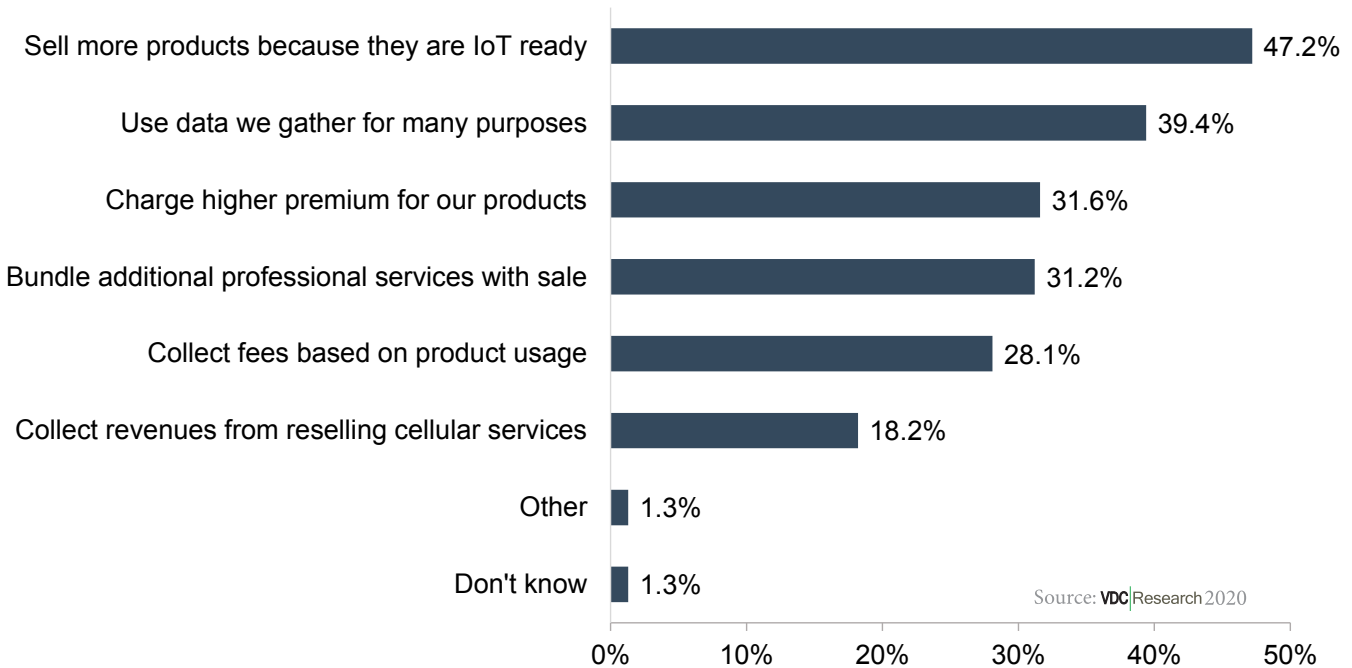 Sell more products because they are IoT ready 47.2%
Use data we gather for many purposes 39.4%
Charge higher premium for our products 31.6%
Bundle additional professional services with sale 31.2%
Collect fees based on product usage 28.1%
Collect revenues from reselling cellular services 18.2%
Other 1.3%
Don't know 1.3%
Source: VDC Research 2020
0% 10% 20% 30% 40% 50%